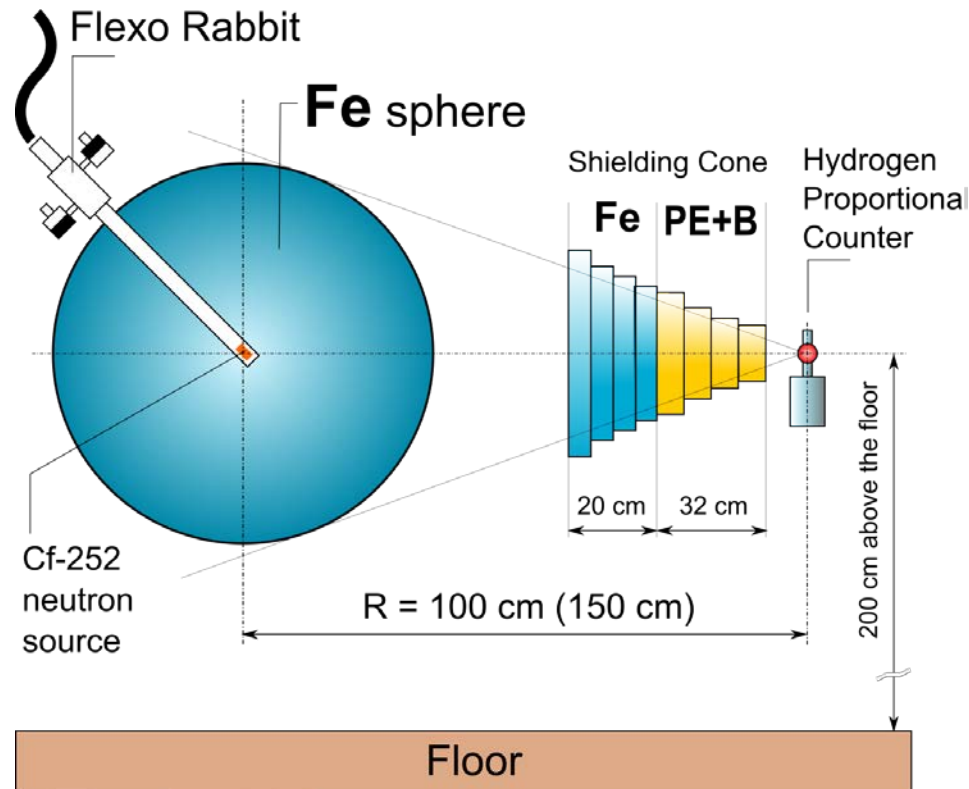 Flexo Rabbit
Fe sphere
Shielding Cone
Fe PE+B
Hydrogen
Proportional
Counter
20 cm 32 cm
Cf-252
neutron
source
R = 100 cm (150 cm)
200 cm above the floor
Floor